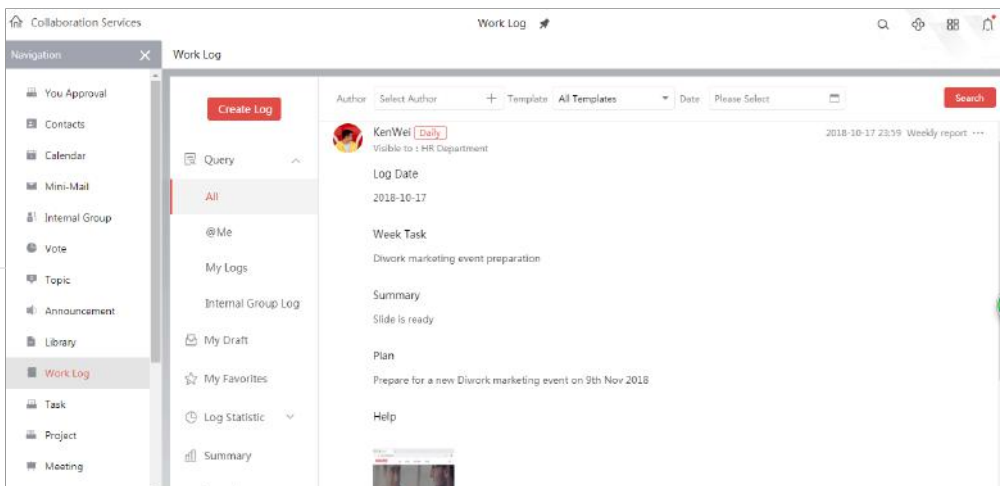 Collaboration Services
Work Log
Navigation
Work Log
You Approval
Contacts
Calendar
Mini-Mail
Internal Group
Vote
Topic
Announcement
Library
Work Log
Task
Project
Meeting
Create Log
Query
All
@Me
My Logs
Internal Group Log
My Draft
My Favorites
Log Statistic
Summary
Author Select Author Template All Templates Date Please Select Search
KenWei Daily 2018-10-17 23:59 Weekly report
Visible to : HR Department
Log Date
2018-10-17
Week Task
Diwork marketing event preparation
Summary
Slide is ready
Plan
Prepare for a new Diwork marketing event on 9th Nov 2018
Help